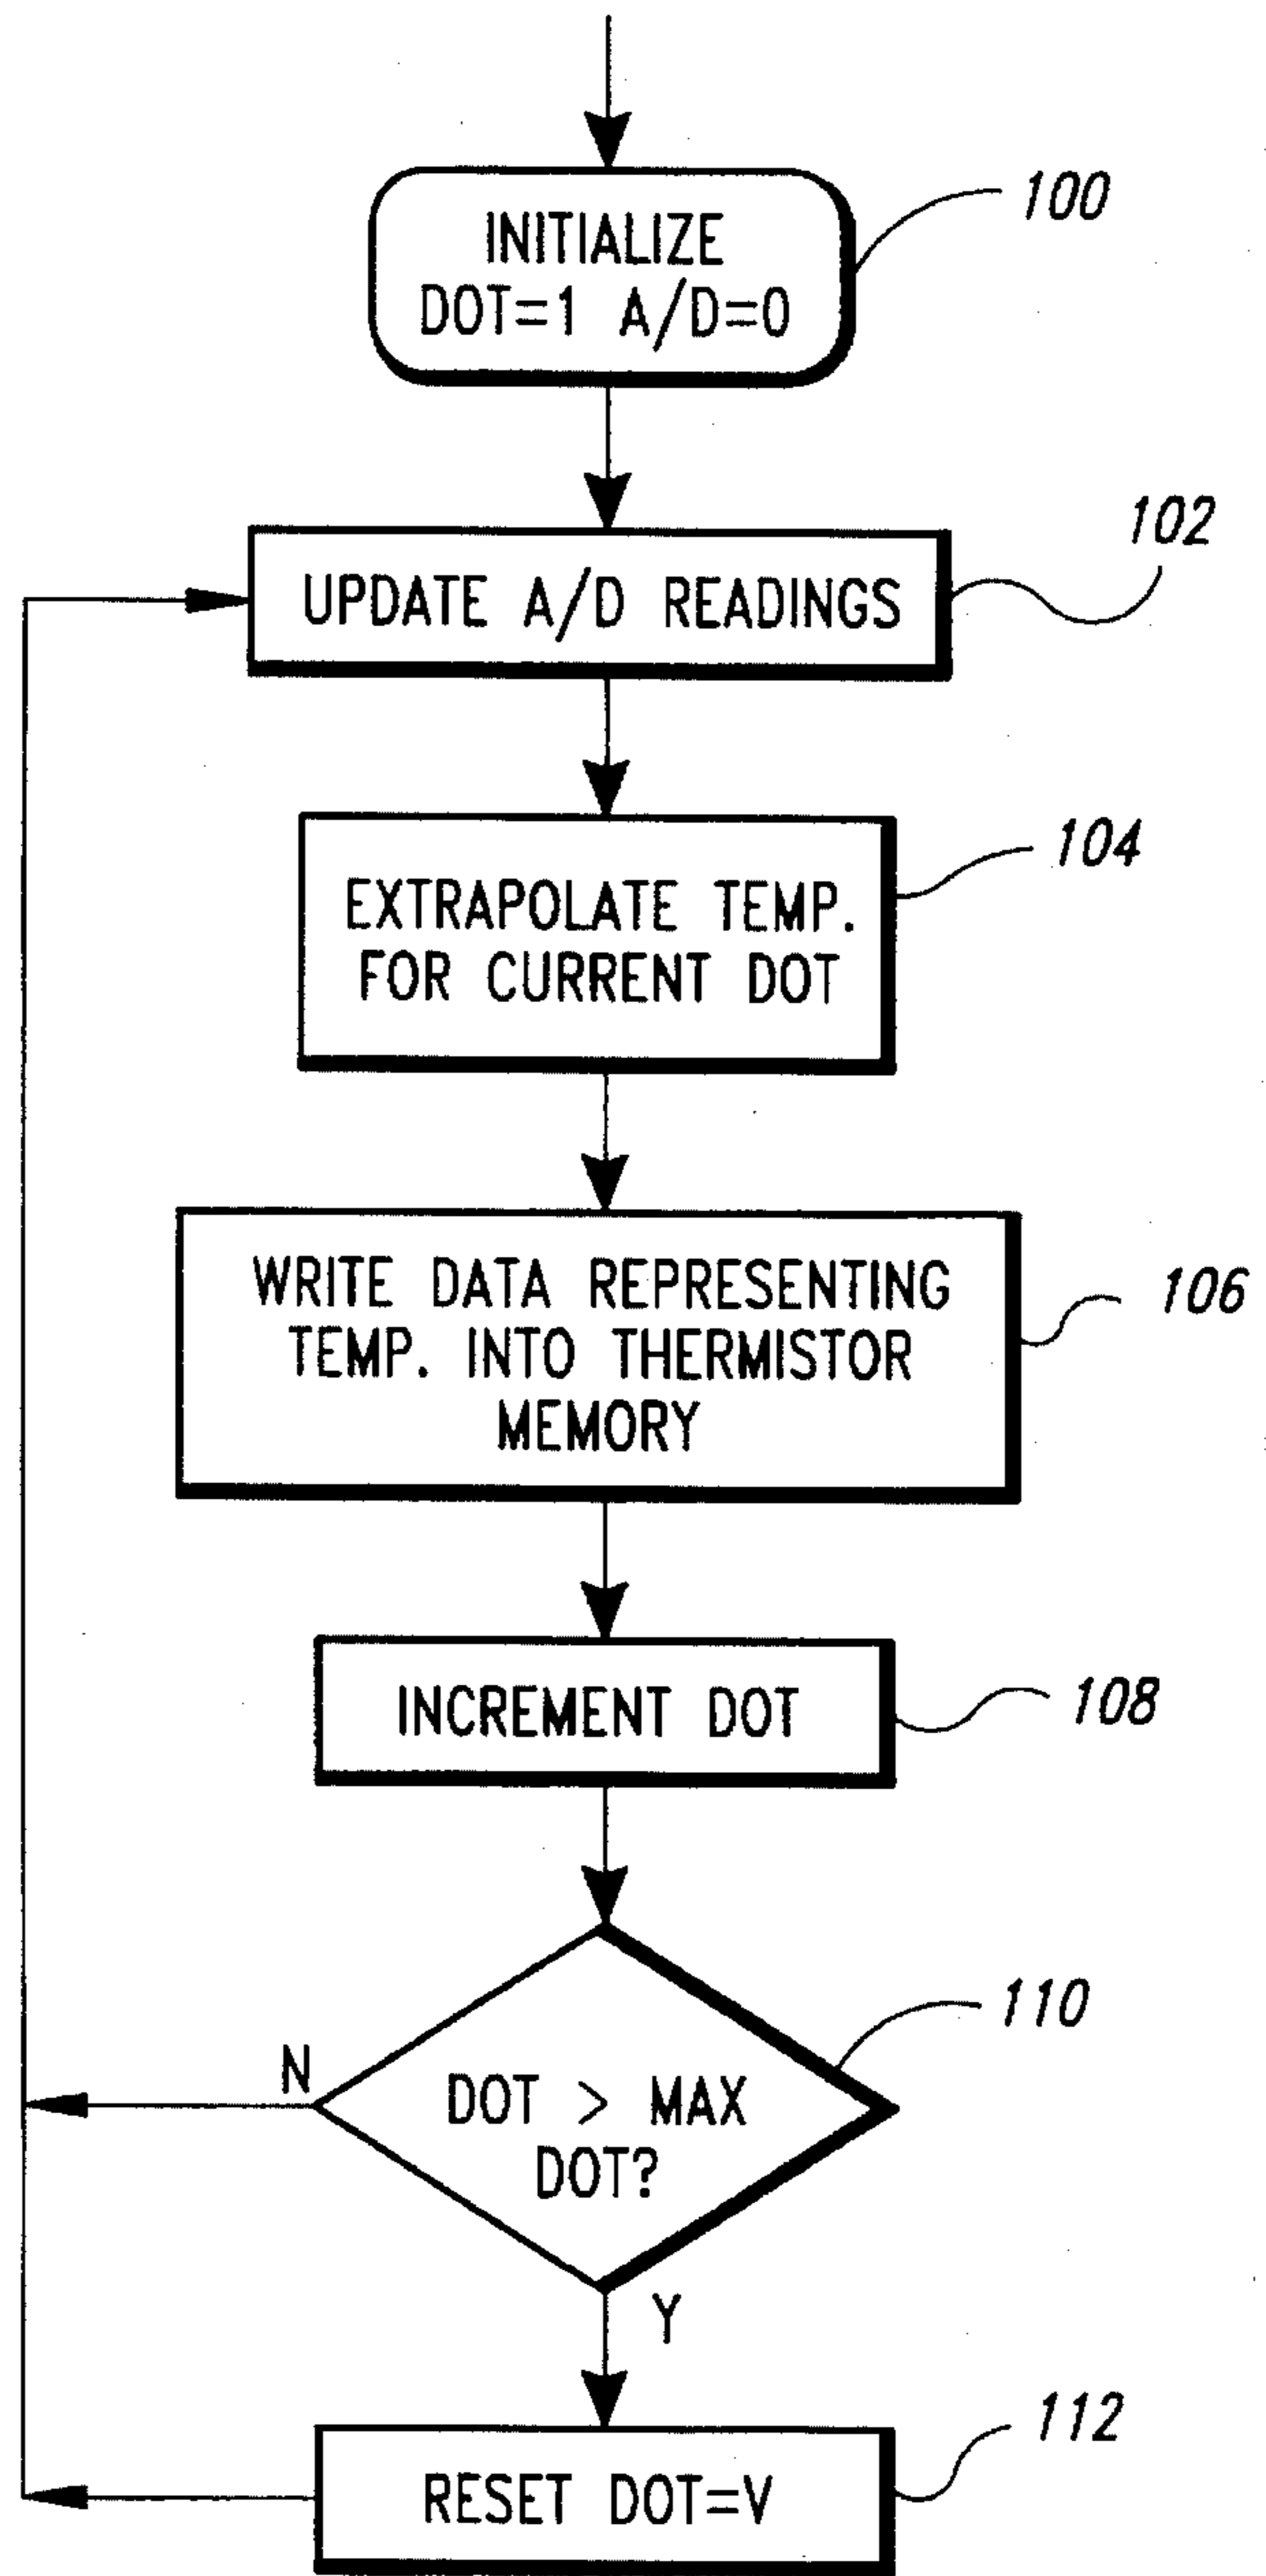 INITIALIZE
DOT=1 A/D=0
100
UPDATE A/D READINGS
102
EXTRAPOLATE TEMP.
FOR CURRENT DOT
104
WRITE DATA REPRESENTING
TEMP. INTO THERMISTOR
MEMORY
106
INCREMENT DOT
108
DOT > MAX
DOT?
110
N
Y
RESET DOT=V
112